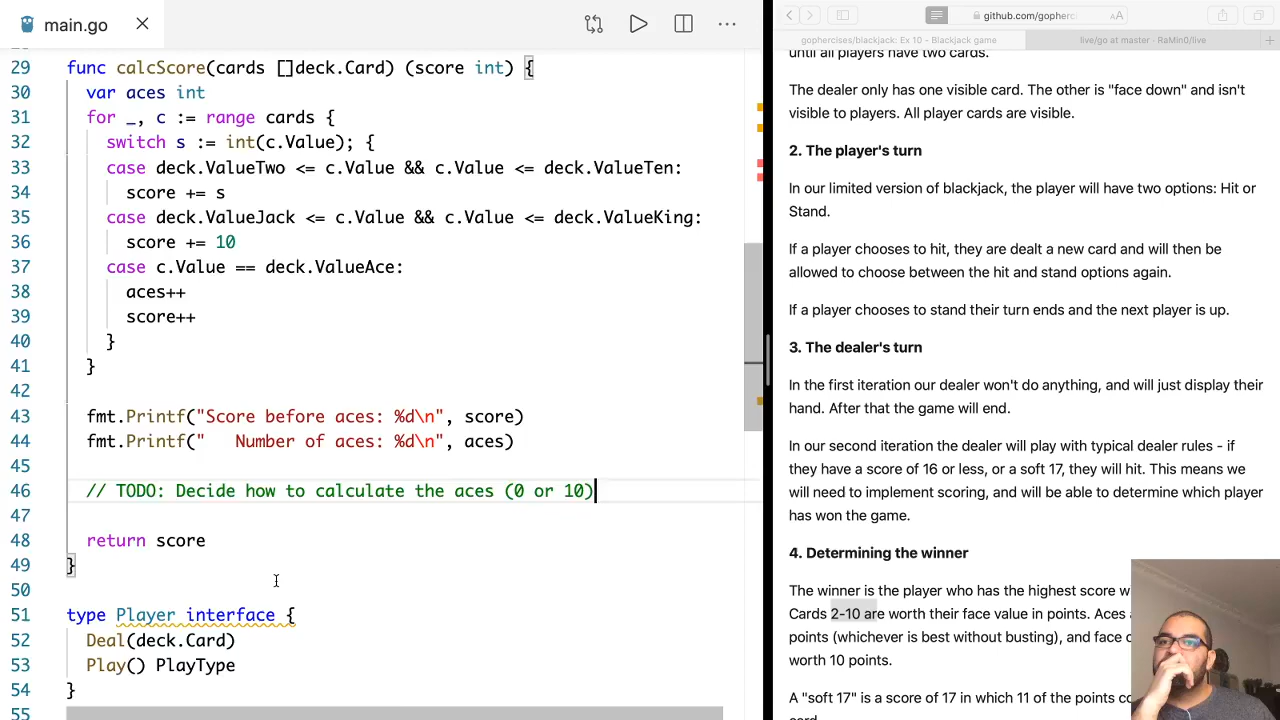 main.go
github.com/gopherci
AA
gophercises/blackjack: Ex 10 - Blackjack game
live/go at master · RaMin0/live
29 func calcScore(cards []deck.Card) (score int) {
30 var aces int
31 for _, c := range cards {
32 switch s := int(c.Value); {
33 case deck.ValueTwo <= c.Value && c.Value <= deck.ValueTen:
34 score += s
35 case deck.ValueJack <= c.Value && c.Value <= deck.ValueKing:
36 score += 10
37 case c.Value == deck.ValueAce:
38 aces++
39 score++
40 }
41 }
42
43 fmt.Printf("Score before aces: %d\n", score)
44 fmt.Printf("   Number of aces: %d\n", aces)
45
46 // TODO: Decide how to calculate the aces (0 or 10)
47
48 return score
49 }
50
51 type Player interface {
52 Deal(deck.Card)
53 Play() PlayType
54 }
55
until all players have two cards.
The dealer only has one visible card. The other is "face down" and isn't
visible to players. All player cards are visible.
2. The player's turn
In our limited version of blackjack, the player will have two options: Hit or
Stand.
If a player chooses to hit, they are dealt a new card and will then be
allowed to choose between the hit and stand options again.
If a player chooses to stand their turn ends and the next player is up.
3. The dealer's turn
In the first iteration our dealer won't do anything, and will just display their
hand. After that the game will end.
In our second iteration the dealer will play with typical dealer rules - if
they have a score of 16 or less, or a soft 17, they will hit. This means we
will need to implement scoring, and will be able to determine which player
has won the game.
4. Determining the winner
The winner is the player who has the highest score w
Cards 2-10 are worth their face value in points. Aces
points (whichever is best without busting), and face c
worth 10 points.
A "soft 17" is a score of 17 in which 11 of the points co
card.